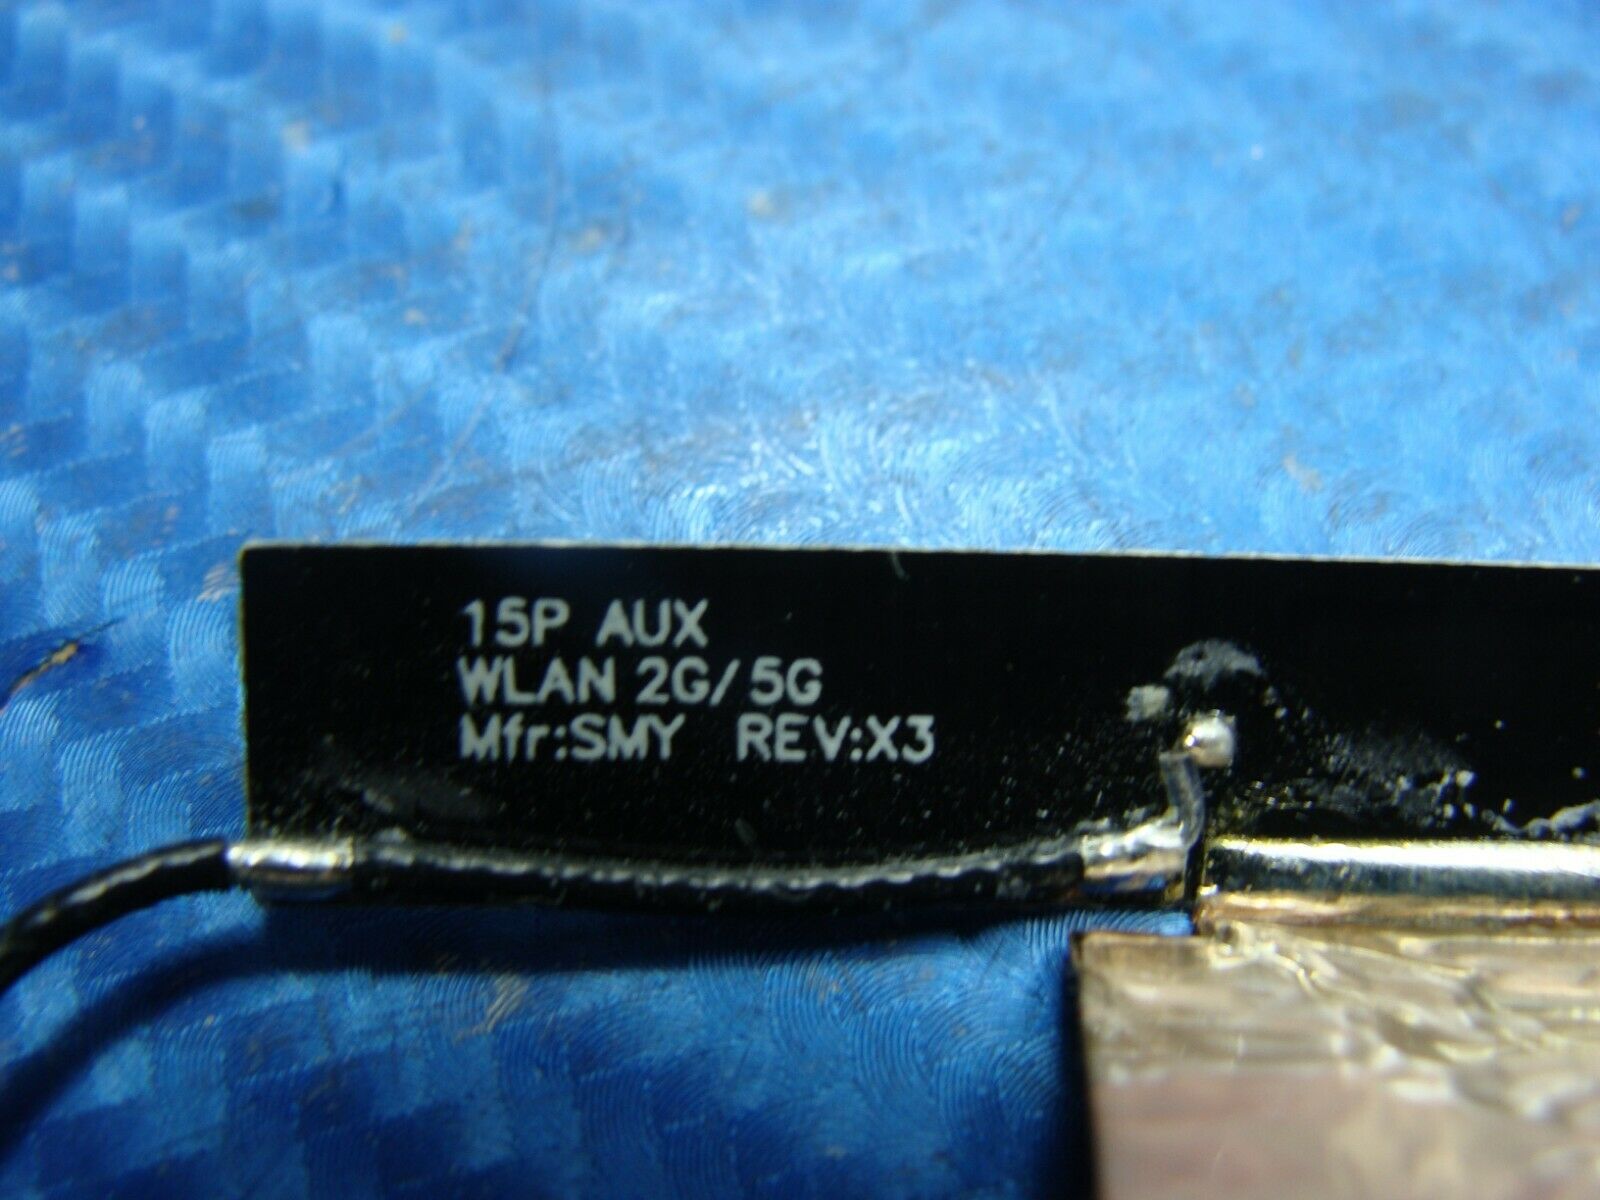 15P AUX
WLAN 2G/5G
Mfr:SMY REV:X3